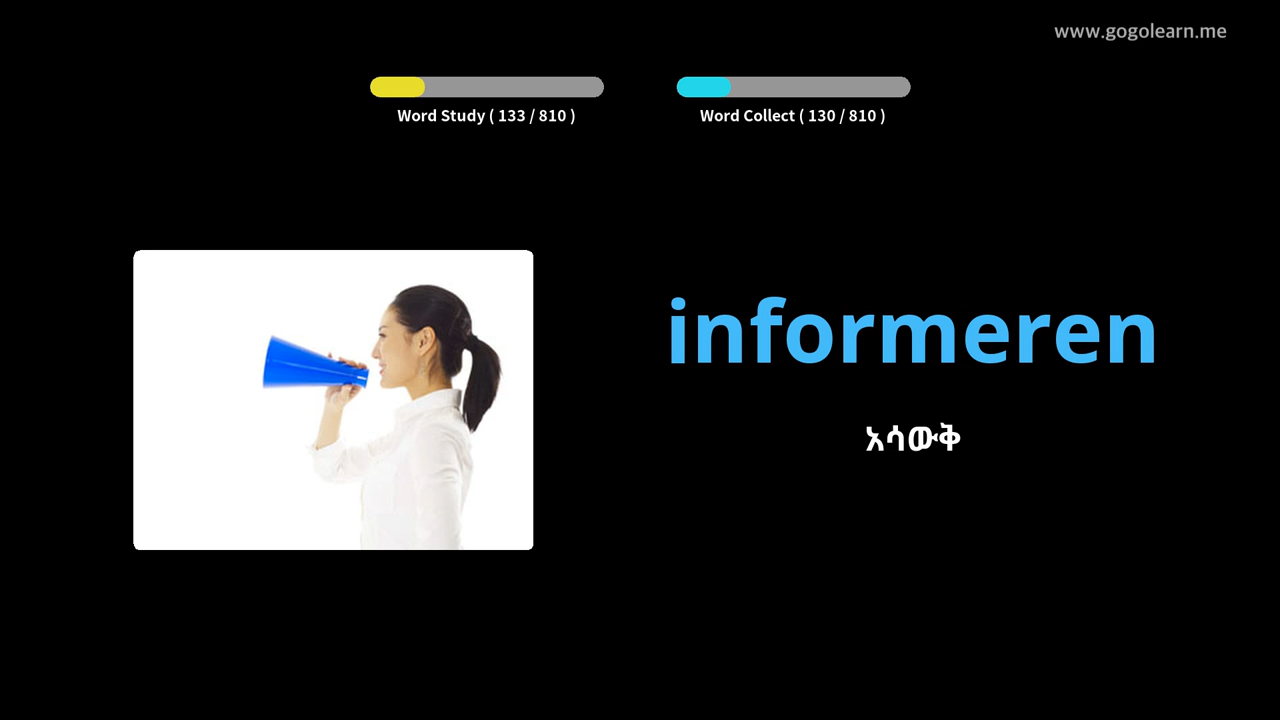 www.gogolearn.me
Word Study ( 133 / 810 )
Word Collect ( 130 / 810 )
informeren
አሳውቅ